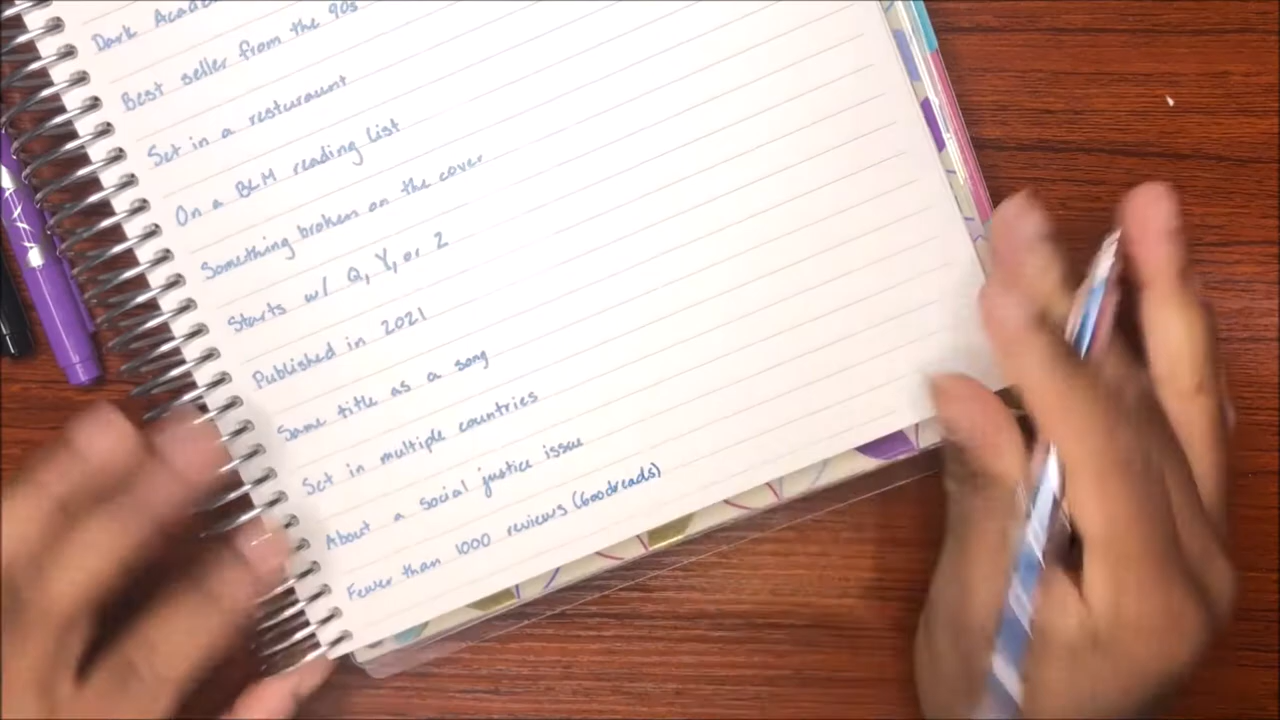 Dark
Best seller from the 90s
Set in a resturaunt
On a BLM reading list
Something broken on the cover
Starts w/ Q, Y, or Z
Published in 2021
Same title as a song
Set in multiple countries
About a social justice issue
Fewer than 1000 reviews (Goodreads)